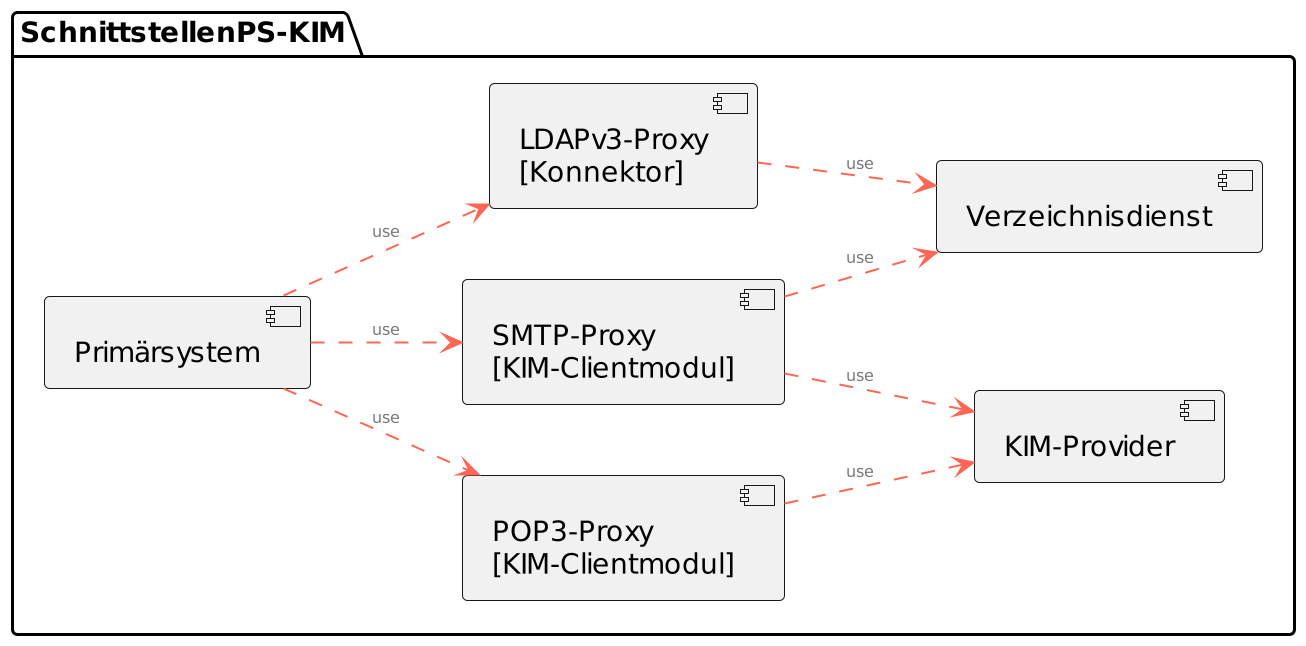 SchnittstellenPS-KIM
LDAPv3-Proxy
[Konnektor]
use
Verzeichnisdienst
use
use
Primärsystem
use
SMTP-Proxy
[KIM-Clientmodul]
use
KIM-Provider
use
use
POP3-Proxy
[KIM-Clientmodul]